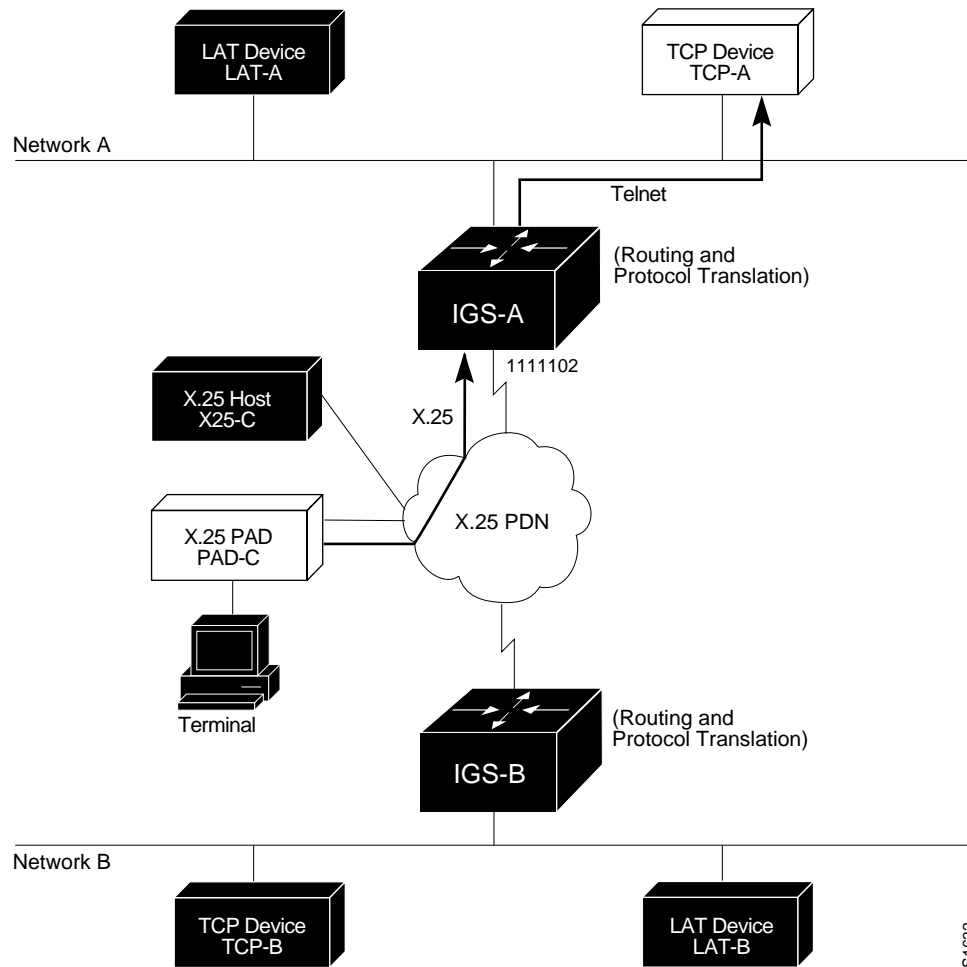 LAT Device
LAT-A
TCP Device
TCP-A
Network A
Telnet
(Routing and
Protocol Translation)
IGS-A
1111102
X.25 Host
X25-C
X.25
X.25 PAD
PAD-C
X.25 PDN
Terminal
(Routing and
Protocol Translation)
IGS-B
Network B
TCP Device
TCP-B
LAT Device
LAT-B